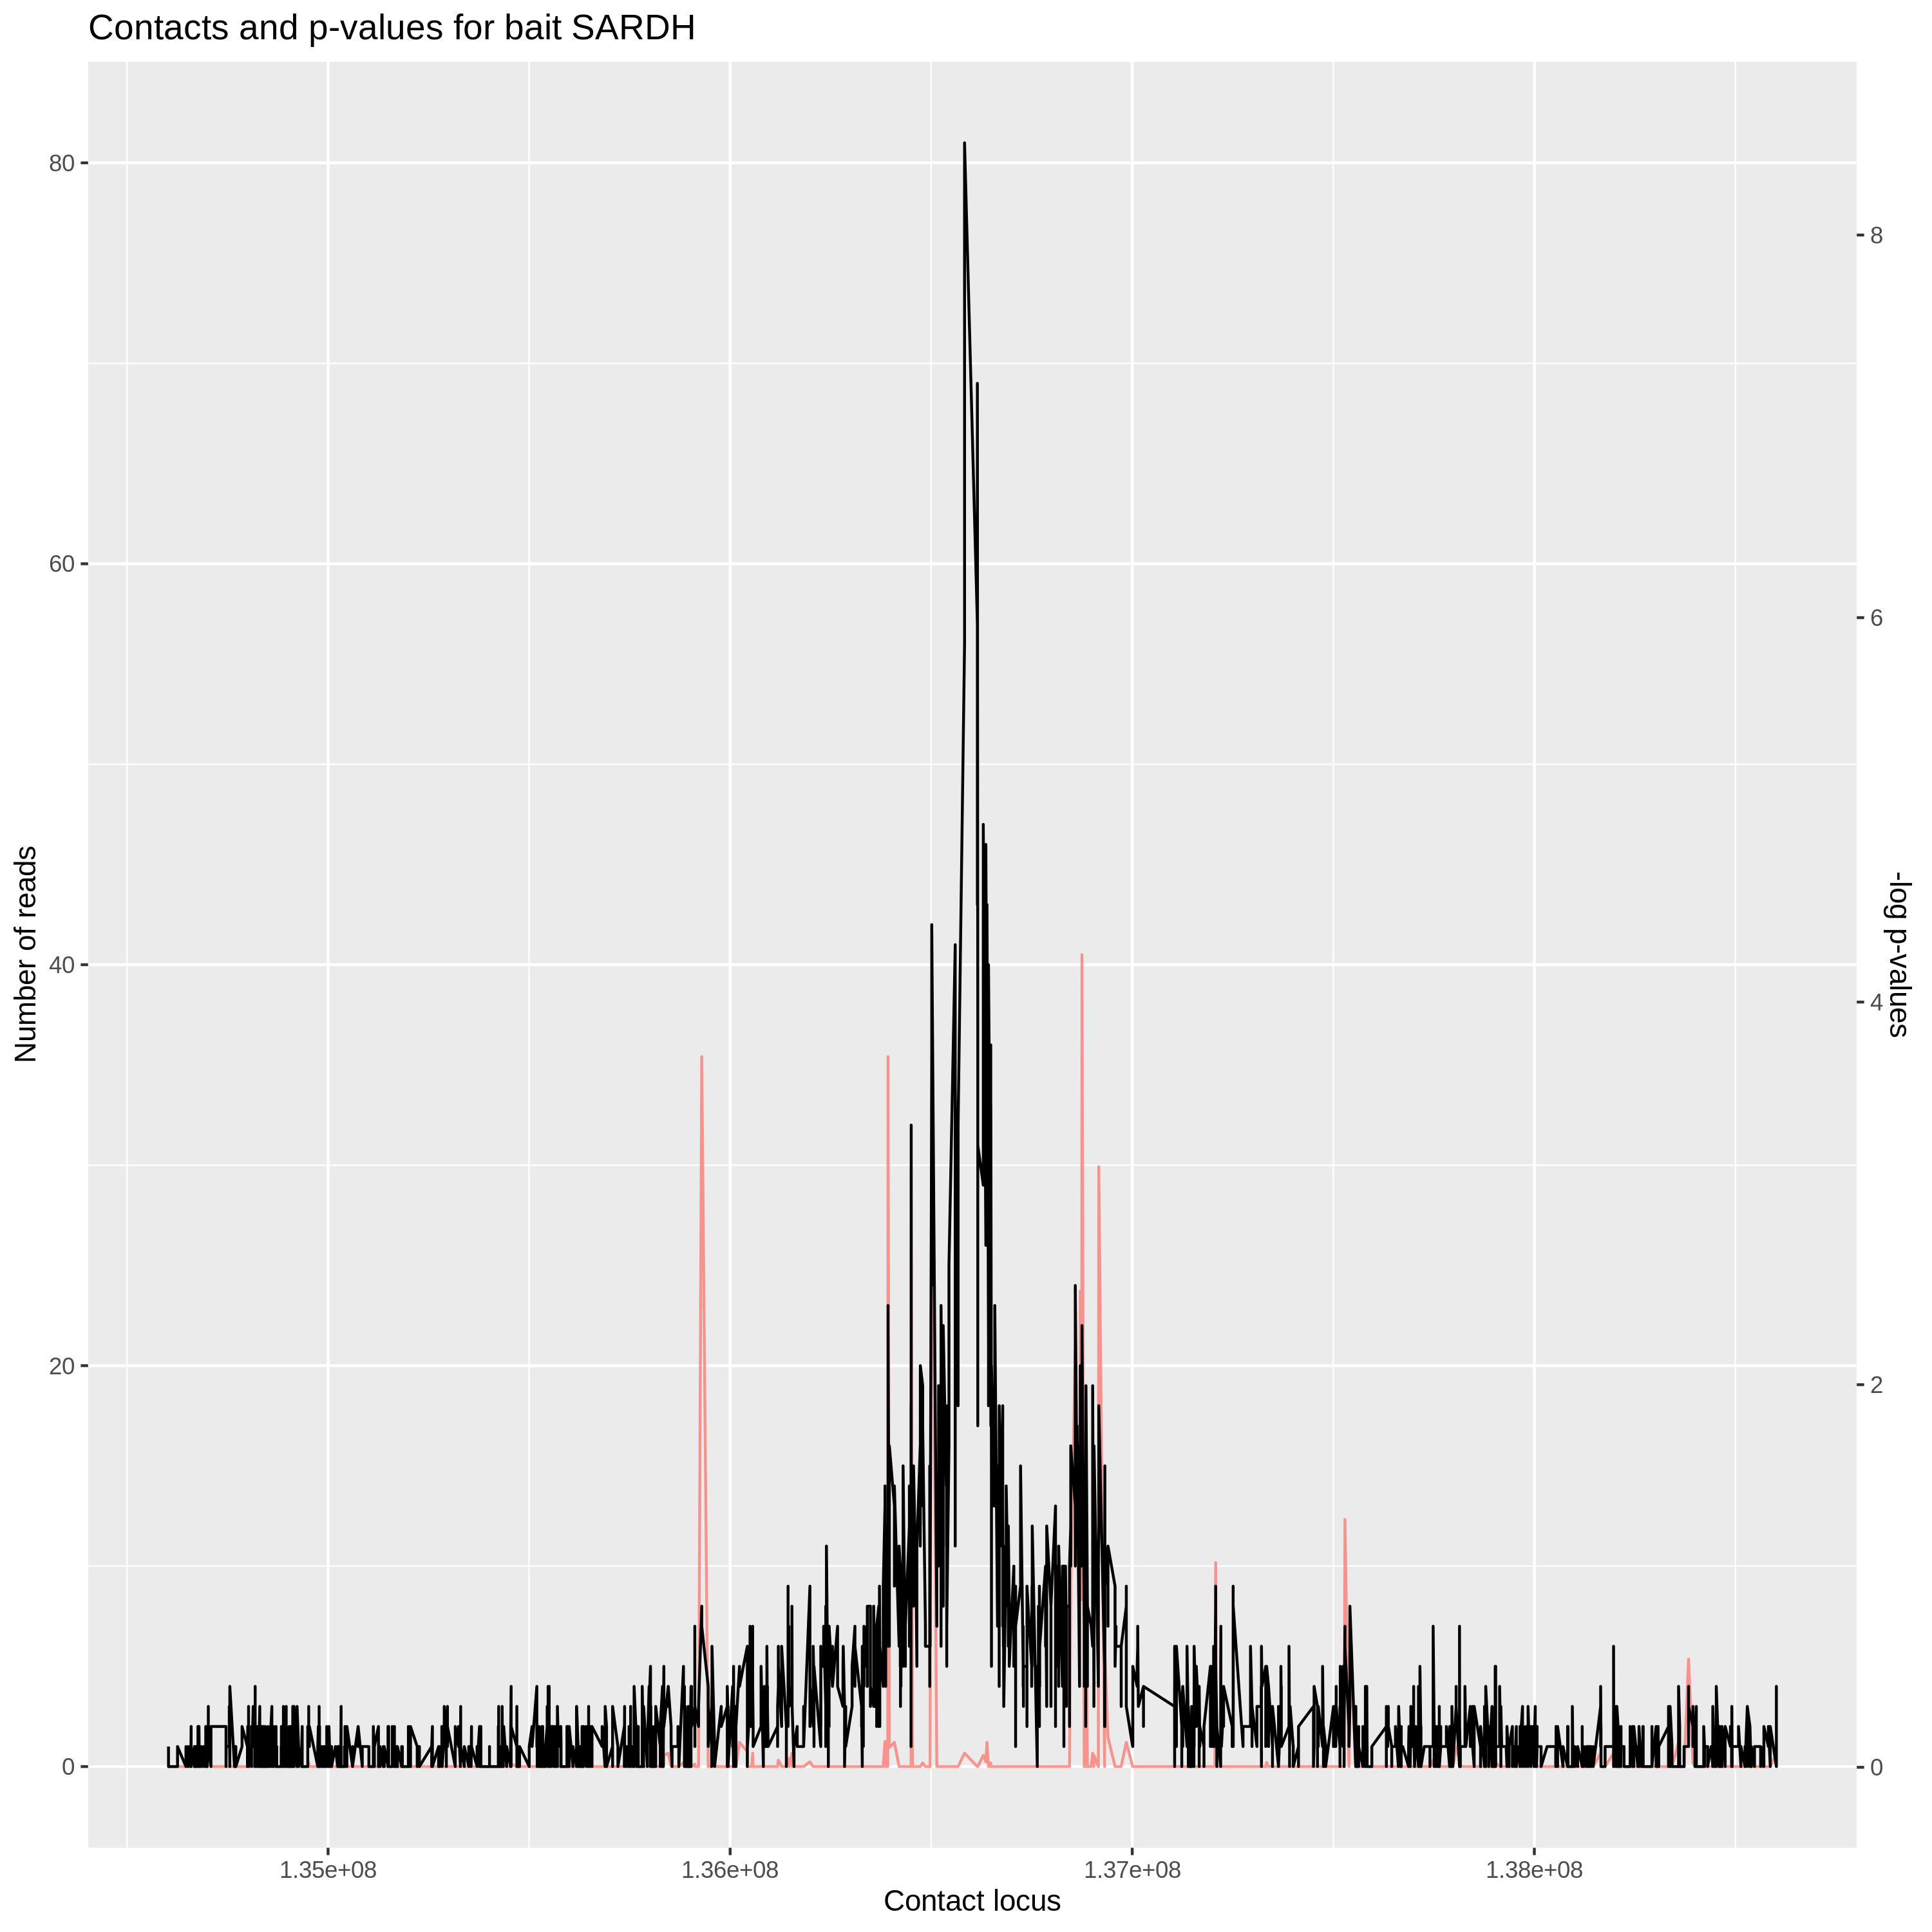 Contacts and p-values for bait SARDH
80
60
40
20
0
8
6
4
2
0
Number of reads
-log p-values
1.35e+08
1.36e+08
1.37e+08
1.38e+08
Contact locus